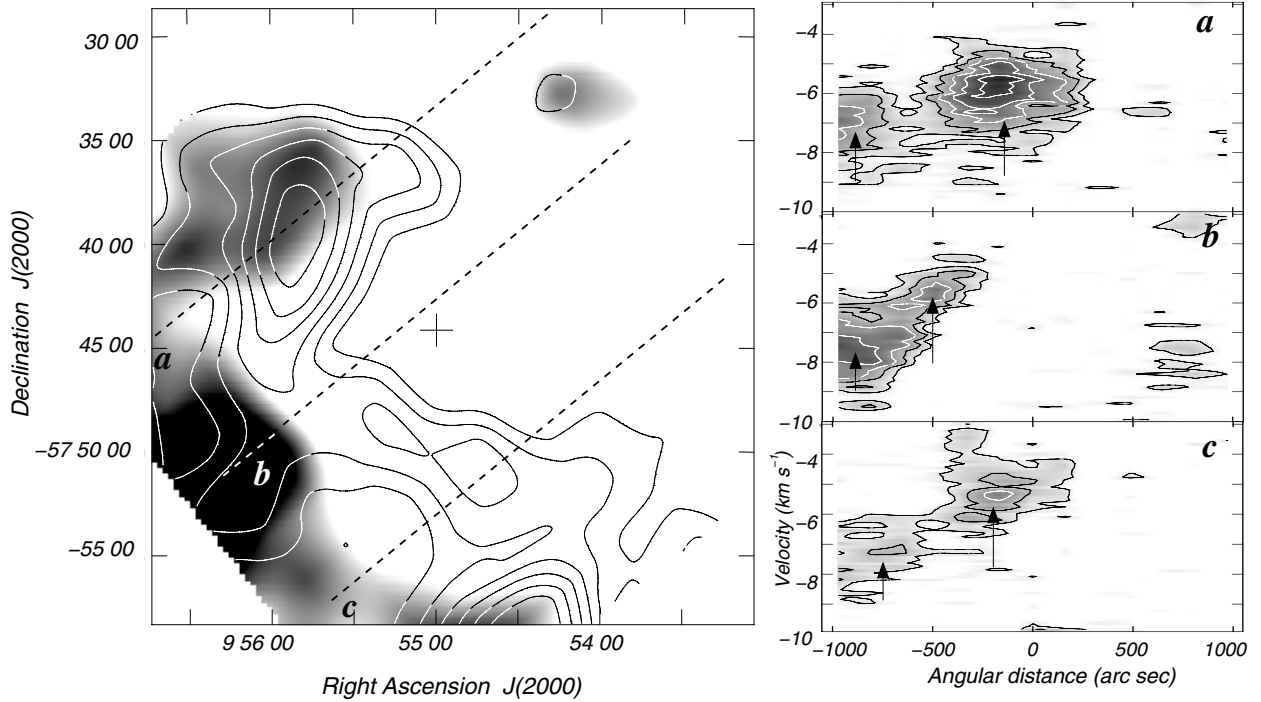 30 00
35 00
40 00
45 00
−57 50 00
−55 00
Declination J(2000)
9 56 00
55 00
54 00
Right Ascension J(2000)
a
b
c
−4
−6
−8
−10
a
−4
−6
−8
−10
b
−4
−6
−8
−10
c
Velocity (km s⁻¹)
−1000
−500
0
500
1000
Angular distance (arc sec)